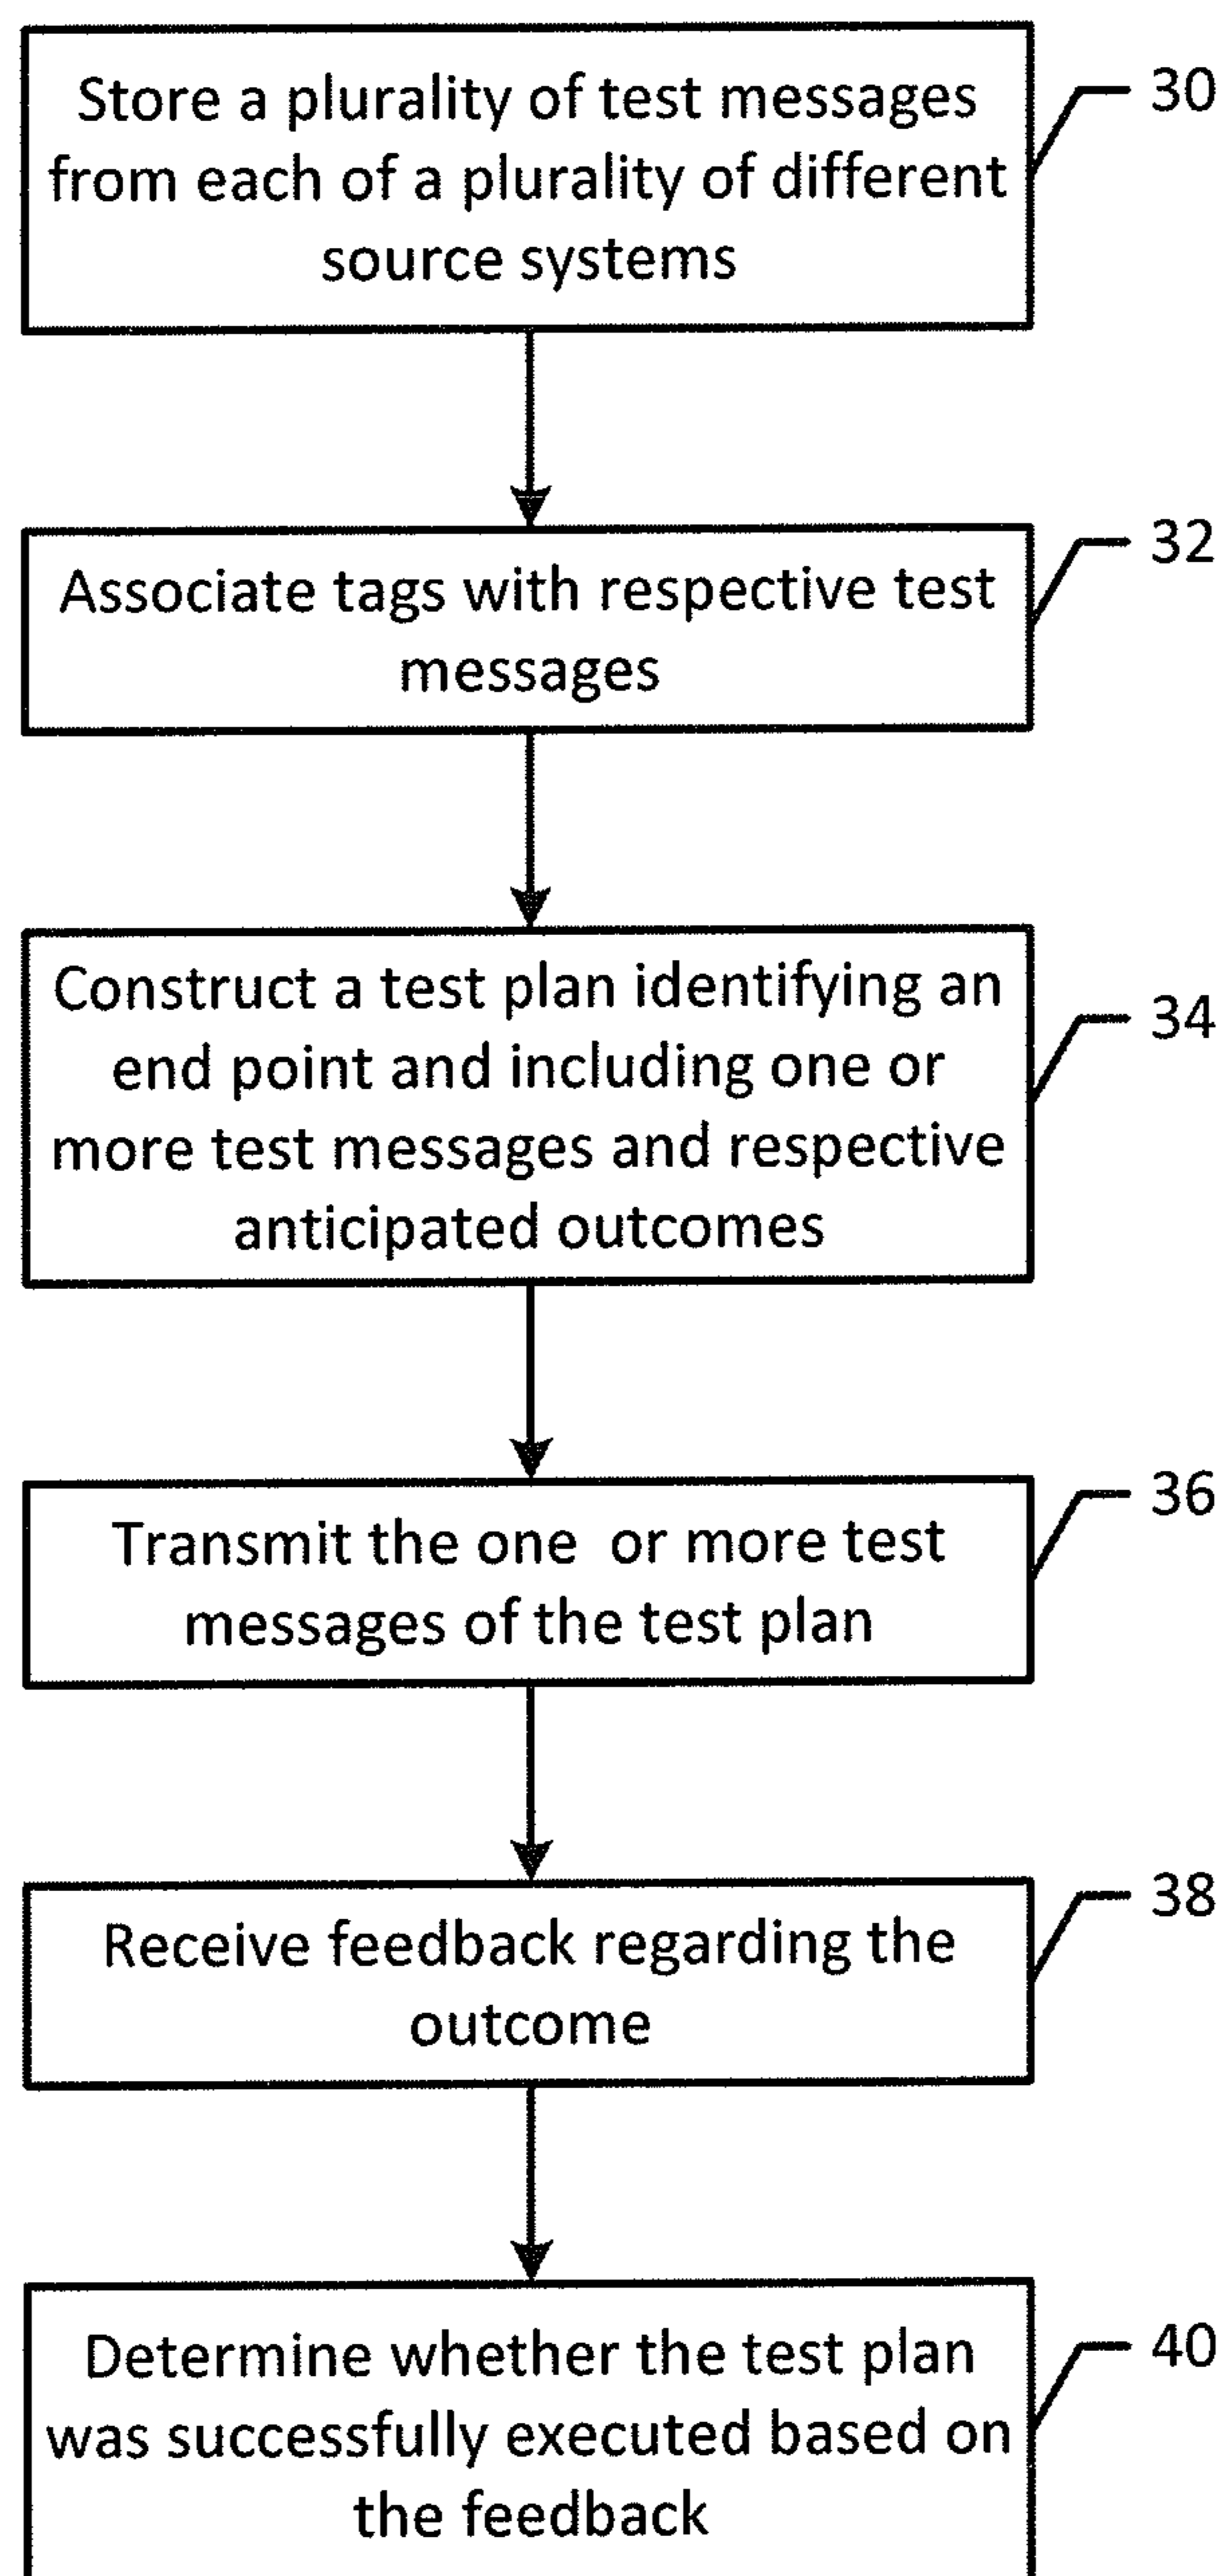 Store a plurality of test messages
from each of a plurality of different
source systems
30
Associate tags with respective test
messages
32
Construct a test plan identifying an
end point and including one or
more test messages and respective
anticipated outcomes
34
Transmit the one or more test
messages of the test plan
36
Receive feedback regarding the
outcome
38
Determine whether the test plan
was successfully executed based on
the feedback
40